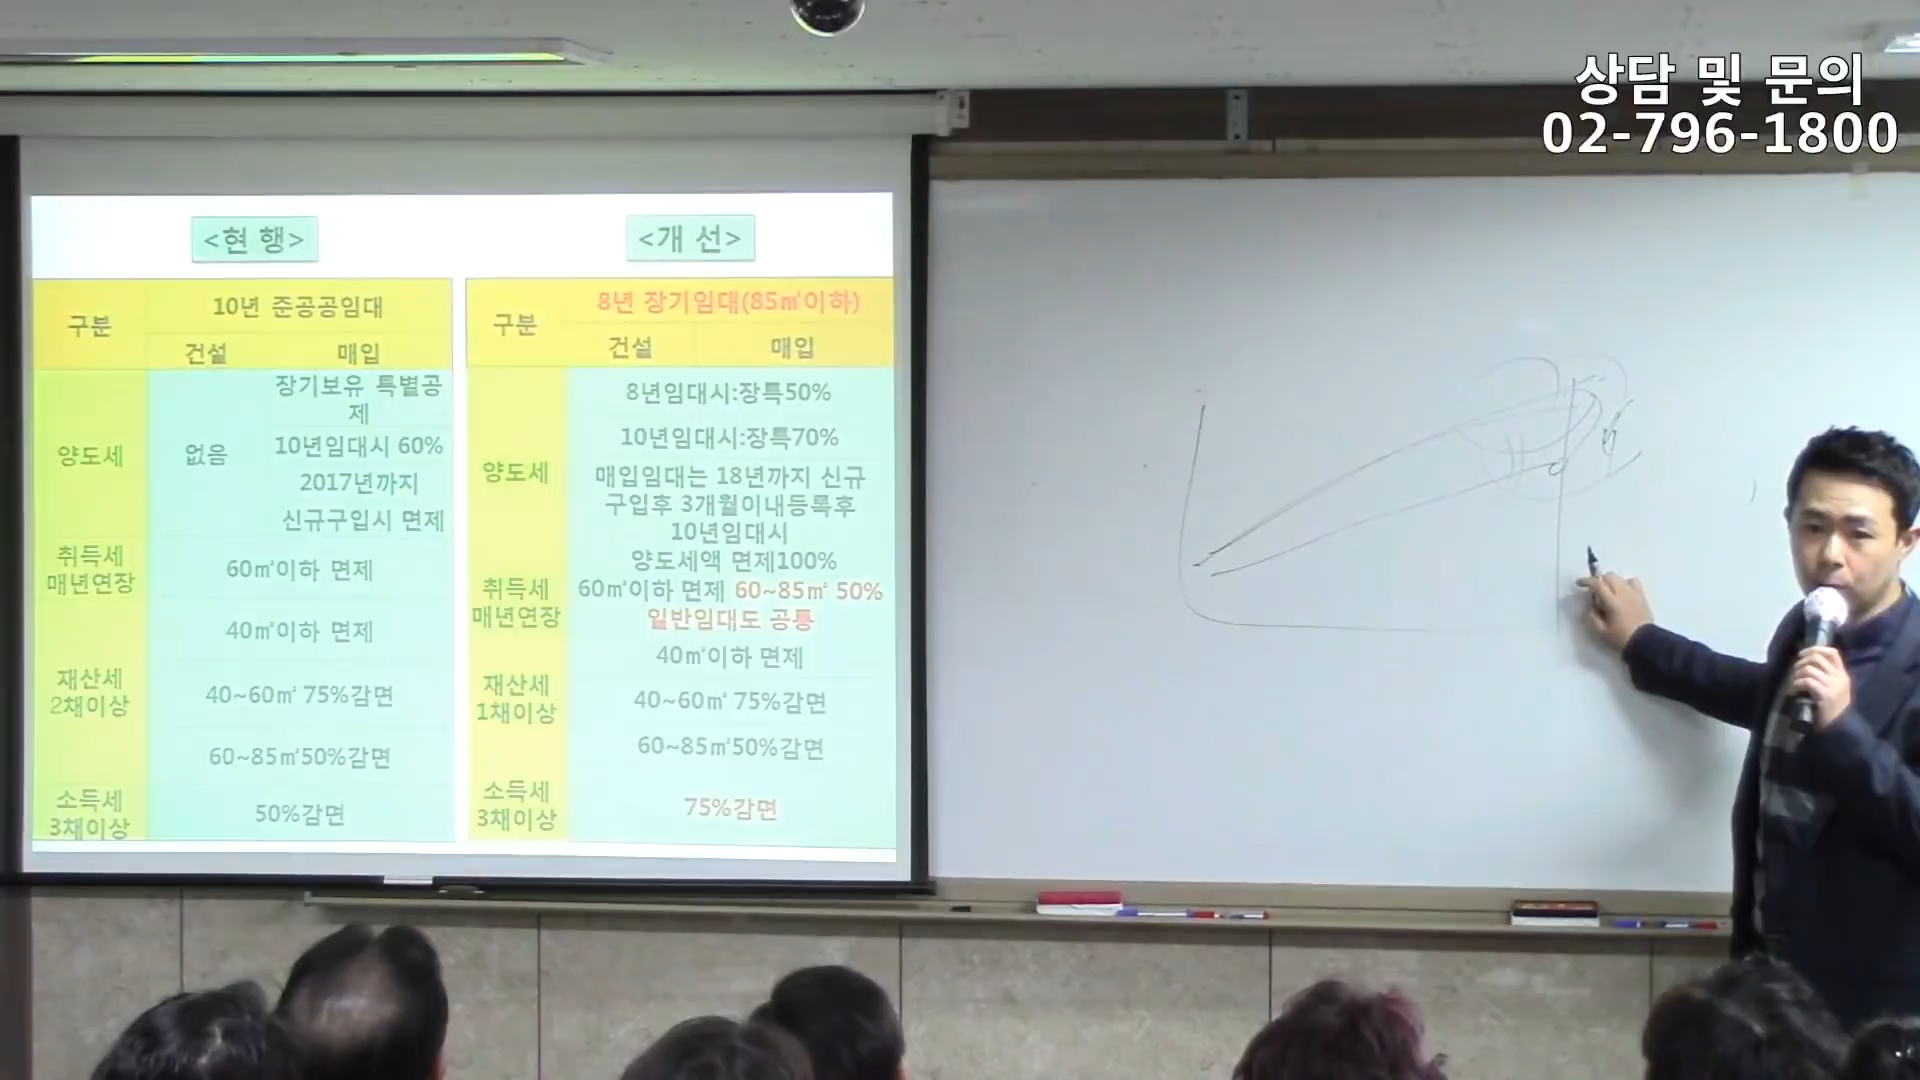 상담 및 문의
02-796-1800
<현 행>
구분
10년 준공공임대
건설
매입
양도세
없음
장기보유 특별공
제
10년임대시 60%
2017년까지
신규구입시 면제
취득세
매년연장
60㎡이하 면제
재산세
2채이상
40㎡이하 면제
40~60㎡ 75%감면
60~85㎡50%감면
소득세
3채이상
50%감면
<개 선>
구분
8년 장기임대(85㎡이하)
건설
매입
양도세
8년임대시:장특50%
10년임대시:장특70%
매입임대는 18년까지 신규
구입후 3개월이내등록후
10년임대시
양도세액 면제100%
취득세
매년연장
60㎡이하 면제 60~85㎡ 50%
일반임대도 공통
재산세
1채이상
40㎡이하 면제
40~60㎡ 75%감면
60~85㎡50%감면
소득세
3채이상
75%감면